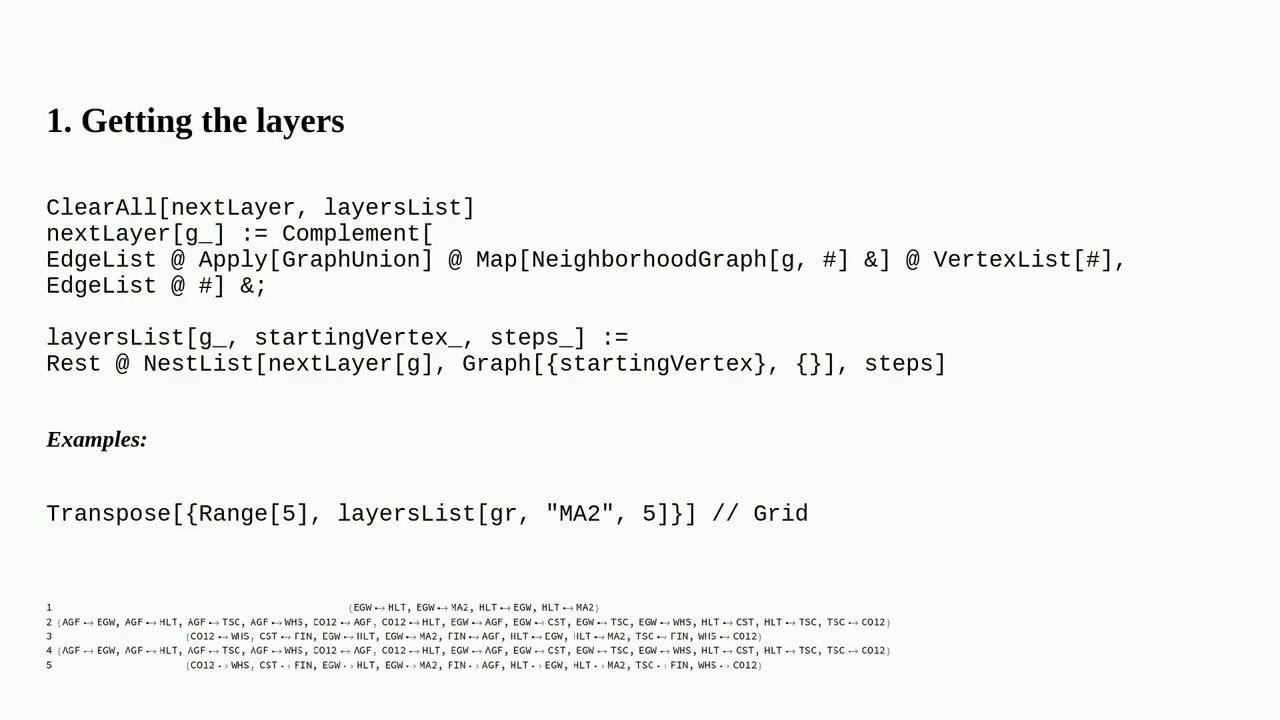 1. Getting the layers
ClearAll[nextLayer, layersList]
nextLayer[g_] := Complement[
EdgeList @ Apply[GraphUnion] @ Map[NeighborhoodGraph[g, #] &] @ VertexList[#],
EdgeList @ #] &;
layersList[g_, startingVertex_, steps_] :=
Rest @ NestList[nextLayer[g], Graph[{startingVertex}, {}], steps]
Examples:
Transpose[{Range[5], layersList[gr, "MA2", 5]}] // Grid
1 {EGW ↔ HLT, EGW ↔ MA2, HLT ↔ EGW, HLT ↔ MA2}
2 {AGF ↔ EGW, AGF ↔ HLT, AGF ↔ TSC, AGF ↔ WHS, CO12 ↔ AGF, CO12 ↔ HLT, EGW ↔ AGF, EGW ↔ CST, EGW ↔ TSC, EGW ↔ WHS, HLT ↔ CST, HLT ↔ TSC, TSC ↔ CO12}
3 {CO12 ↔ WHS, CST ↔ FIN, EGW ↔ HLT, EGW ↔ MA2, FIN ↔ AGF, HLT ↔ EGW, HLT ↔ MA2, TSC ↔ FIN, WHS ↔ CO12}
4 {AGF ↔ EGW, AGF ↔ HLT, AGF ↔ TSC, AGF ↔ WHS, CO12 ↔ AGF, CO12 ↔ HLT, EGW ↔ AGF, EGW ↔ CST, EGW ↔ TSC, EGW ↔ WHS, HLT ↔ CST, HLT ↔ TSC, TSC ↔ CO12}
5 {CO12 ↔ WHS, CST ↔ FIN, EGW ↔ HLT, EGW ↔ MA2, FIN ↔ AGF, HLT ↔ EGW, HLT ↔ MA2, TSC ↔ FIN, WHS ↔ CO12}